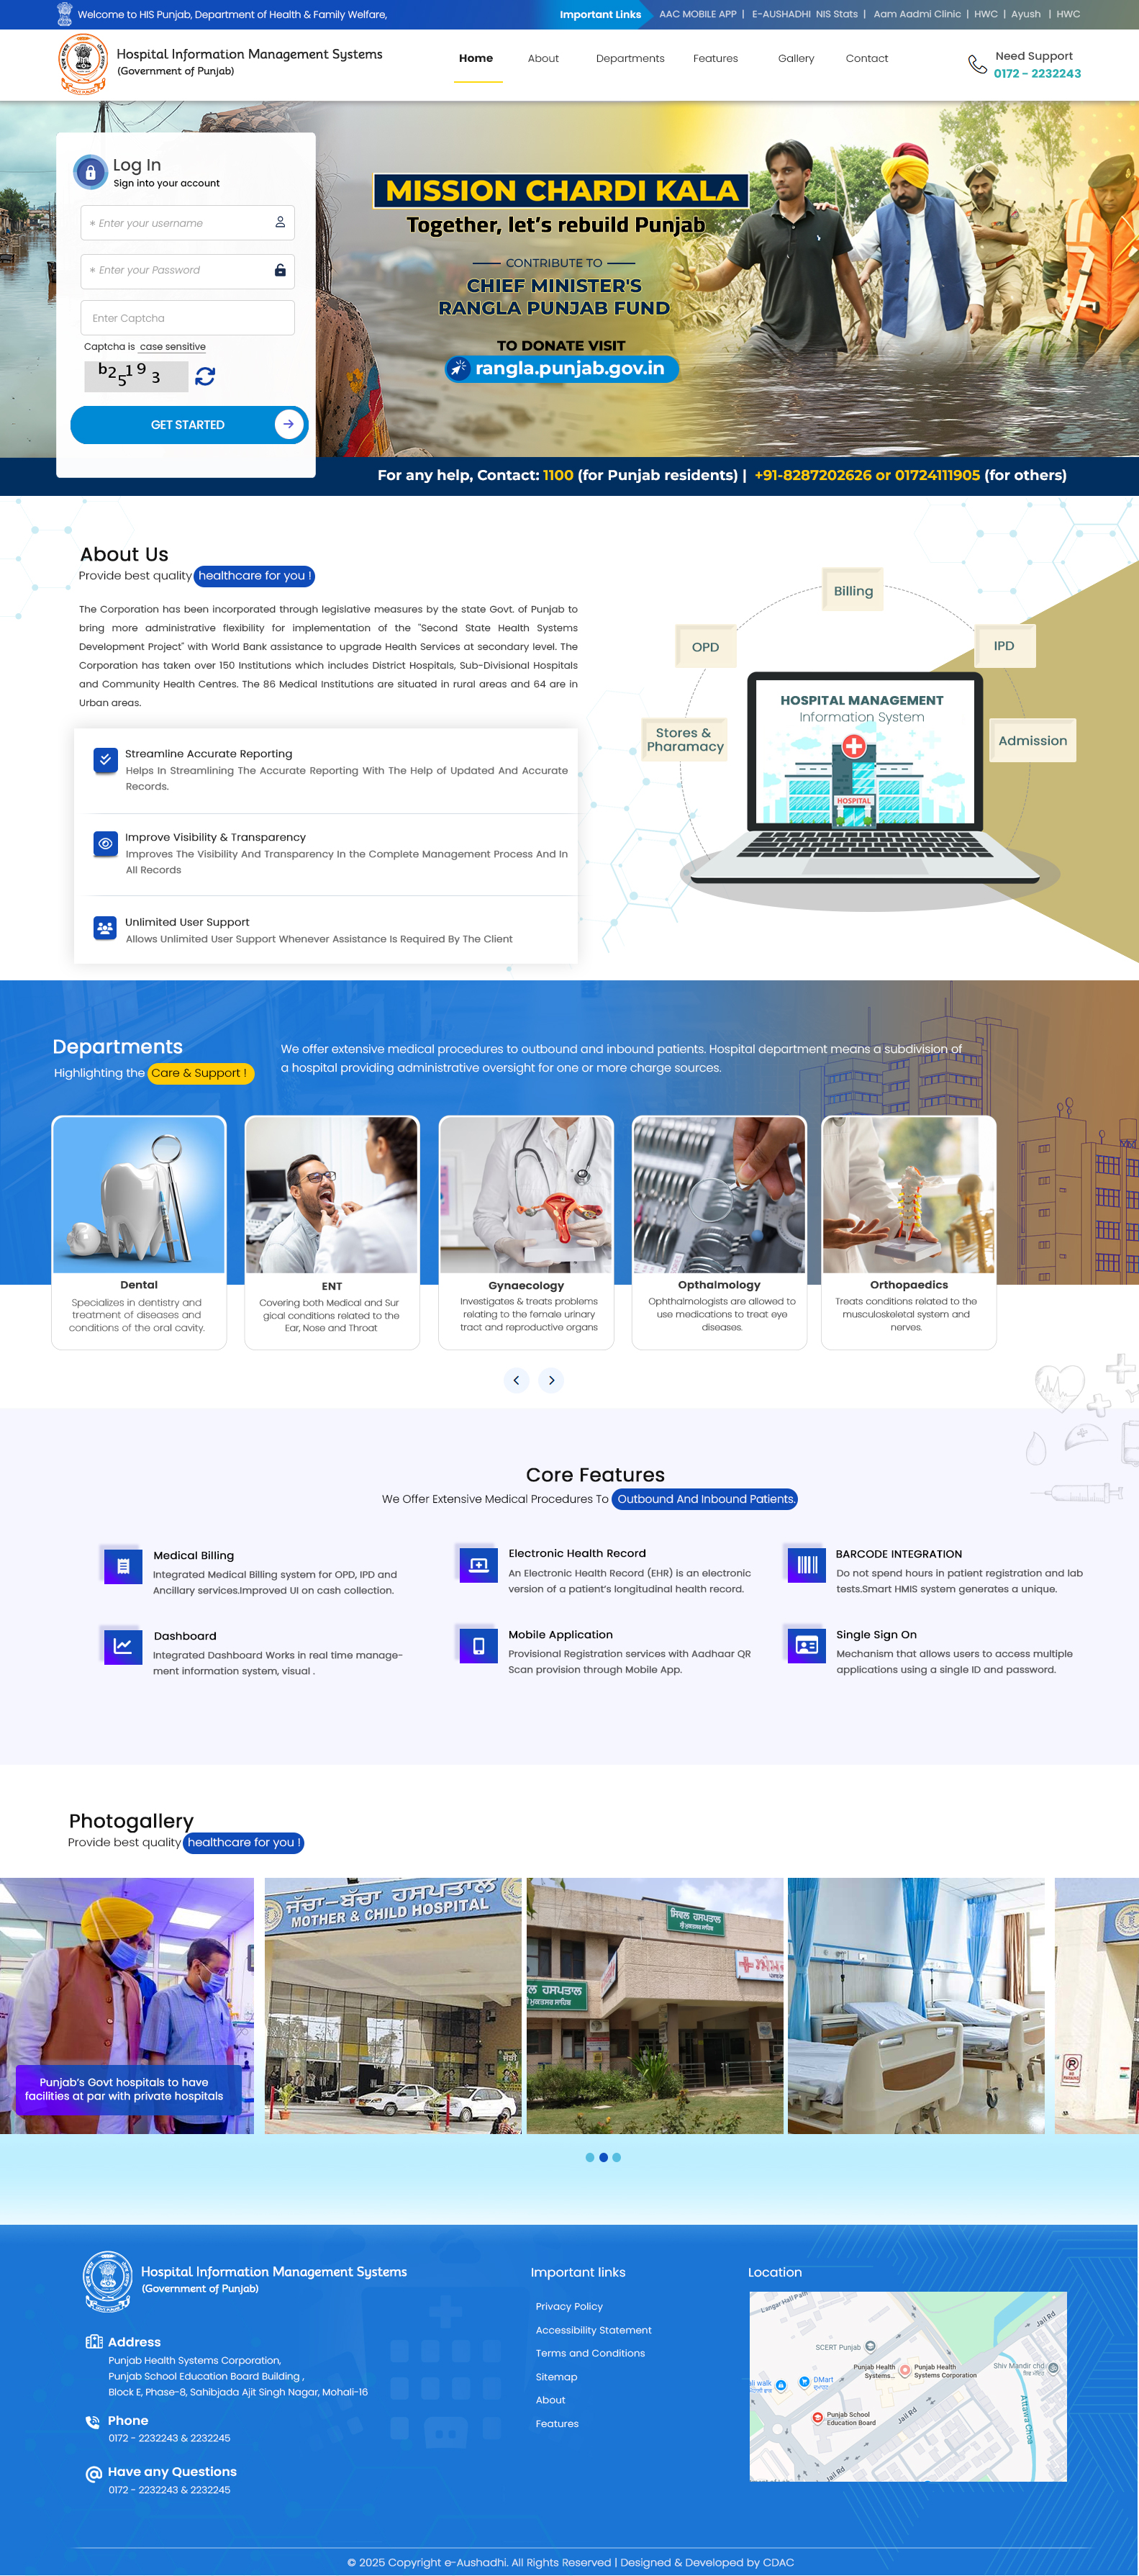 Welcome to HIS Punjab, Department of Health & Family Welfare,
Important Links
AAC MOBILE APP | E-AUSHADHI NIS Stats | Aam Aadmi Clinic | HWC | Ayush | HWC
Hospital Information Management Systems
(Government of Punjab)
Home About Departments Features Gallery Contact
Need Support
0172 - 2232243
Log In
Sign into your account
* Enter your username
* Enter your Password
Enter Captcha
Captcha is case sensitive
b25193
GET STARTED
MISSION CHARDI KALA
Together, let's rebuild Punjab
CONTRIBUTE TO
CHIEF MINISTER'S
RANGLA PUNJAB FUND
TO DONATE VISIT
rangla.punjab.gov.in
For any help, Contact: 1100 (for Punjab residents) | +91-8287202626 or 01724111905 (for others)
About Us
Provide best quality healthcare for you !
The Corporation has been incorporated through legislative measures by the state Govt. of Punjab to
bring more administrative flexibility for implementation of the "Second State Health Systems
Development Project" with World Bank assistance to upgrade Health Services at secondary level. The
Corporation has taken over 150 Institutions which includes District Hospitals, Sub-Divisional Hospitals
and Community Health Centres. The 86 Medical Institutions are situated in rural areas and 64 are in
Urban areas.
Streamline Accurate Reporting
Helps In Streamlining The Accurate Reporting With The Help of Updated And Accurate
Records.
Improve Visibility & Transparency
Improves The Visibility And Transparency In the Complete Management Process And In
All Records
Unlimited User Support
Allows Unlimited User Support Whenever Assistance Is Required By The Client
Billing
OPD
IPD
Stores &
Pharamacy
Admission
HOSPITAL MANAGEMENT
Information System
HOSPITAL
Departments
Highlighting the Care & Support !
We offer extensive medical procedures to outbound and inbound patients. Hospital department means a subdivision of
a hospital providing administrative oversight for one or more charge sources.
Dental
Specializes in dentistry and
treatment of diseases and
conditions of the oral cavity.
ENT
Covering both Medical and Sur
gical conditions related to the
Ear, Nose and Throat
Gynaecology
Investigates & treats problems
relating to the female urinary
tract and reproductive organs
Opthalmology
Ophthalmologists are allowed to
use medications to treat eye
diseases.
Orthopaedics
Treats conditions related to the
musculoskeletal system and
nerves.
Core Features
We Offer Extensive Medical Procedures To Outbound And Inbound Patients.
Medical Billing
Integrated Medical Billing system for OPD, IPD and
Ancillary services.Improved UI on cash collection.
Electronic Health Record
An Electronic Health Record (EHR) is an electronic
version of a patient's longitudinal health record.
BARCODE INTEGRATION
Do not spend hours in patient registration and lab
tests.Smart HMIS system generates a unique.
Dashboard
Integrated Dashboard Works in real time manage-
ment information system, visual .
Mobile Application
Provisional Registration services with Aadhaar QR
Scan provision through Mobile App.
Single Sign On
Mechanism that allows users to access multiple
applications using a single ID and password.
Photogallery
Provide best quality healthcare for you !
Punjab's Govt hospitals to have
facilities at par with private hospitals
ਜੱਚਾ-ਬੱਚਾ ਹਸਪਤਾਲ
MOTHER & CHILD HOSPITAL
ਸਿਵਲ ਹਸਪਤਾਲ
ਸ੍ਰੀ ਮੁਕਤਸਰ ਸਾਹਿਬ
ਲ ਹਸਪਤਾਲ
ਮੁਕਤਸਰ ਸਾਹਿਬ
Hospital Information Management Systems
(Government of Punjab)
Address
Punjab Health Systems Corporation,
Punjab School Education Board Building ,
Block E, Phase-8, Sahibjada Ajit Singh Nagar, Mohali-16
Phone
0172 - 2232243 & 2232245
Have any Questions
0172 - 2232243 & 2232245
Important links
Privacy Policy
Accessibility Statement
Terms and Conditions
Sitemap
About
Features
Location
Langar Hall Path
Jail Rd
SCERT Punjab
Punjab Health
Systems...
Punjab Health
Systems Corporation
Shiv Mandir chd
DMart
Punjab School
Education Board
Jail Rd
Attawa Choa
Jail Rd
© 2025 Copyright e-Aushadhi. All Rights Reserved | Designed & Developed by CDAC